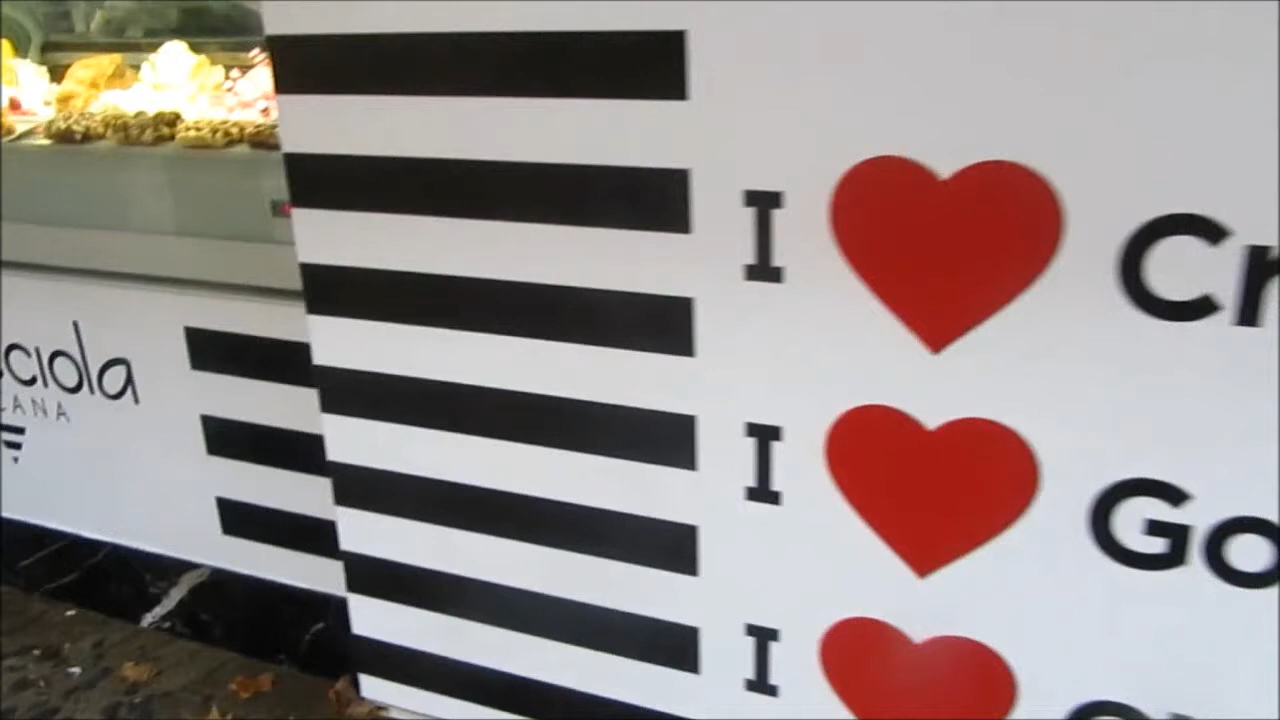 ciola
LANA
I ❤ Cr
I ❤ Go
I ❤